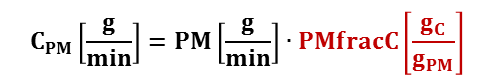 C_PM [g/min] = PM [g/min] · PMfracC [g_C/g_PM]